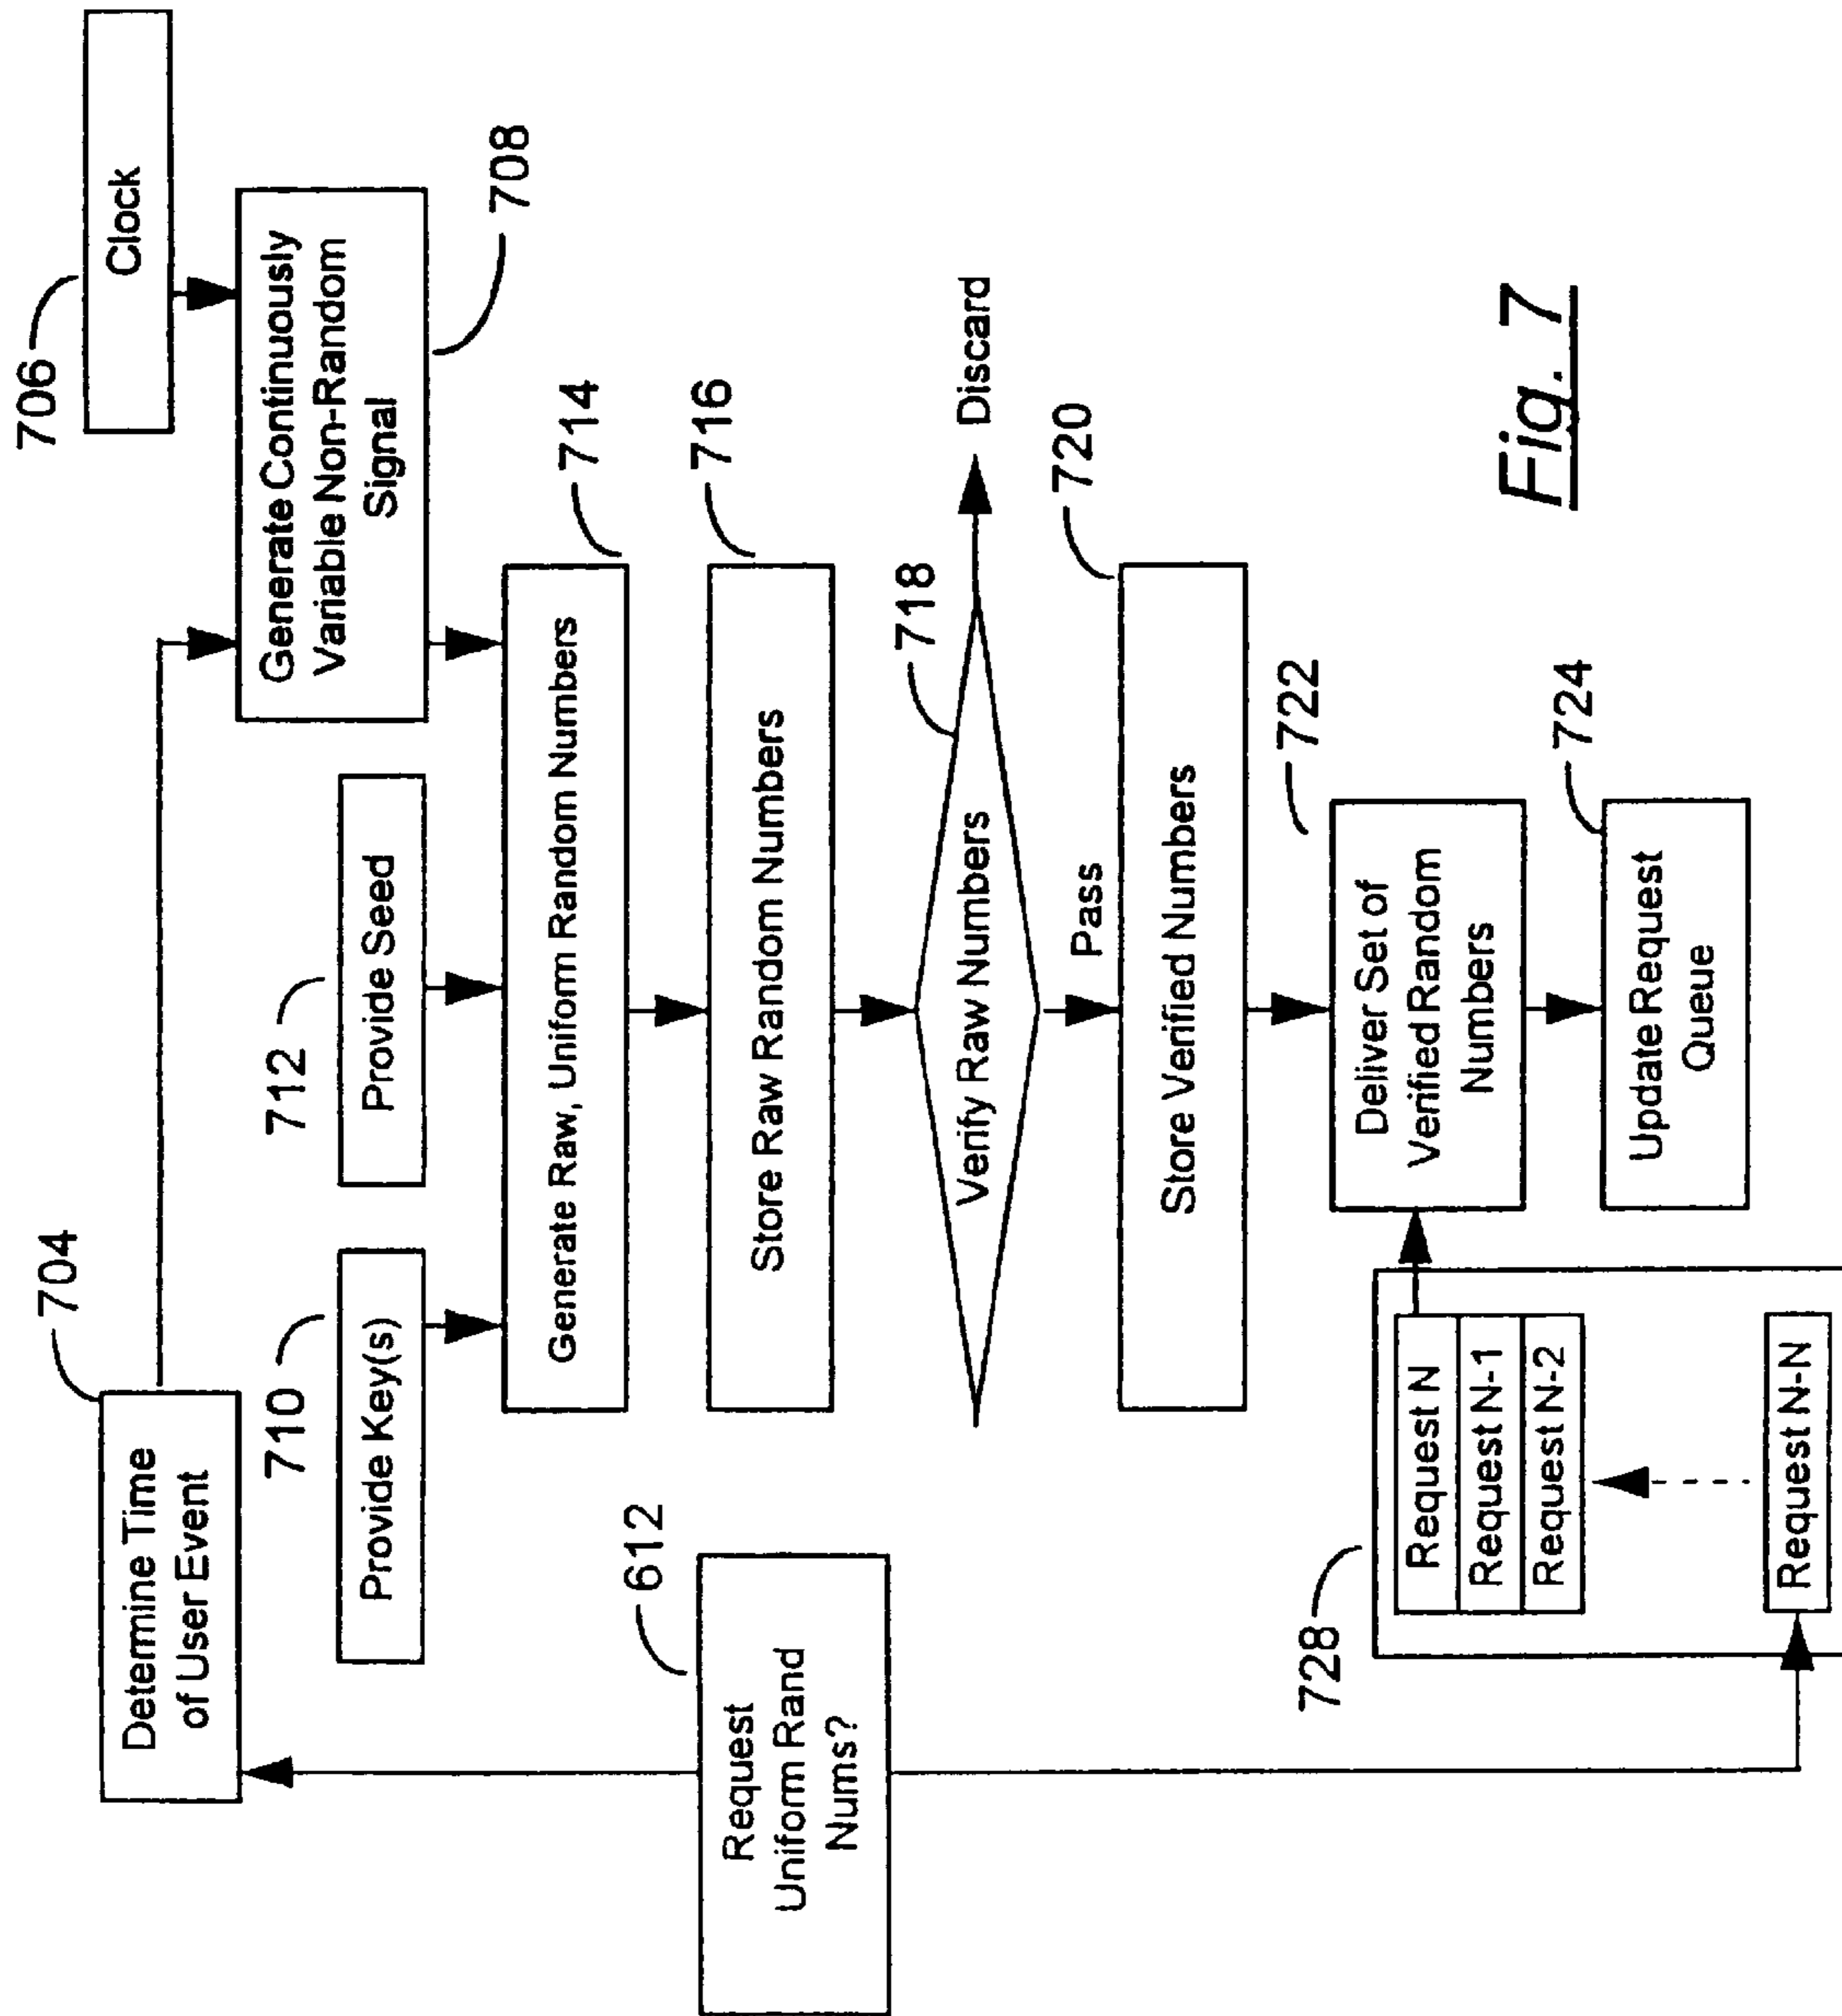 706
Clock
704
Determine Time
of User Event
Generate Continuously
Variable Non-Random
Signal
708
710
Provide Key(s)
712
Provide Seed
714
Generate Raw, Uniform Random Numbers
716
Store Raw Random Numbers
612
Request
Uniform Rand
Nums?
718
Verify Raw Numbers
Discard
Pass
720
Store Verified Numbers
722
Deliver Set of
Verified Random
Numbers
724
Update Request
Queue
728
Request N
Request N-1
Request N-2
Request N-N
Fig. 7